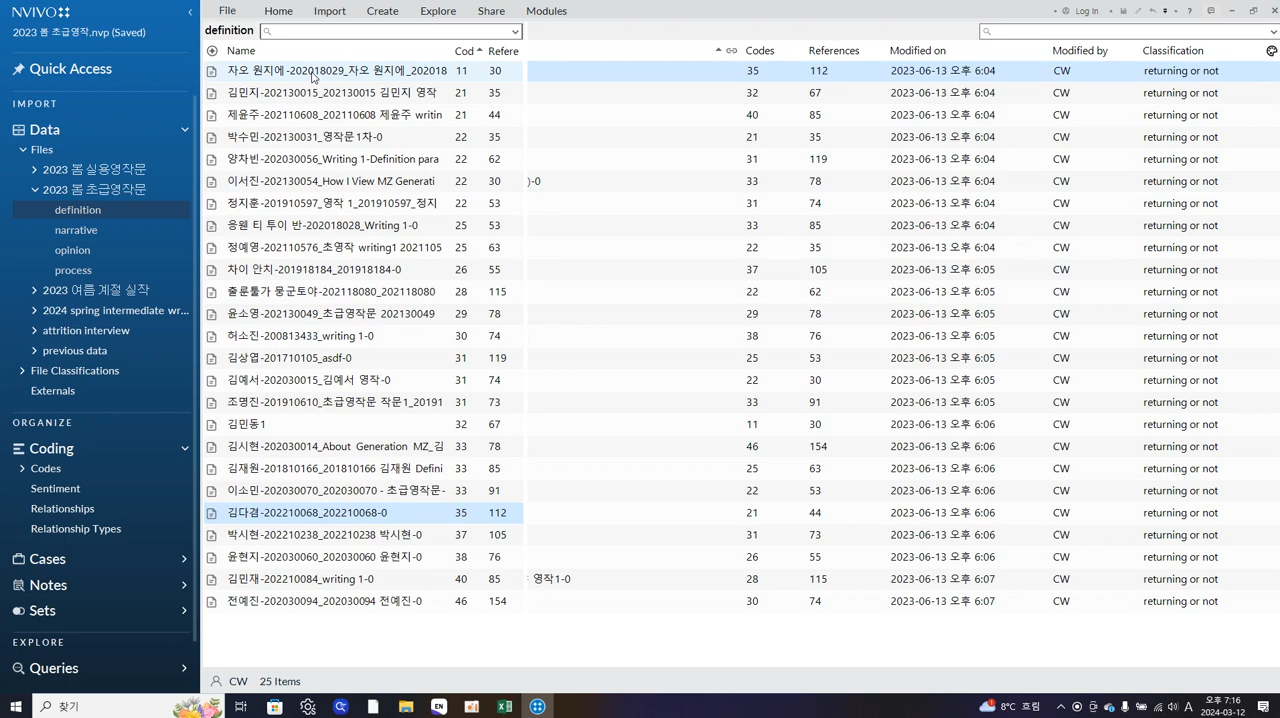 NVIVO
2023 봄 초급영작.nvp (Saved)
Quick Access
IMPORT
Data
Files
2023 봄 실용영작문
2023 봄 초급영작문
definition
narrative
opinion
process
2023 여름 계절 실작
2024 spring intermediate wr...
attrition interview
previous data
File Classifications
Externals
ORGANIZE
Coding
Codes
Sentiment
Relationships
Relationship Types
Cases
Notes
Sets
EXPLORE
Queries
File Home Import Create Explore Share Modules
Log In
definition
Name Cod Refere Codes References Modified on Modified by Classification
자오 원지에-202018029_자오 원지에_202018 11 30 35 112 2023-06-13 오후 6:04 CW returning or not
김민지-202130015_202130015 김민지 영작 21 35 32 67 2023-06-13 오후 6:04 CW returning or not
제윤주-202110608_202110608 제윤주 writin 21 44 40 85 2023-06-13 오후 6:04 CW returning or not
박수민-202130031_영작문1차-0 22 35 21 35 2023-06-13 오후 6:04 CW returning or not
양차빈-202030056_Writing 1-Definition para 22 62 31 119 2023-06-13 오후 6:04 CW returning or not
이서진-202130054_How I View MZ Generati 22 30 )-0 33 78 2023-06-13 오후 6:04 CW returning or not
정지훈-201910597_영작 1_201910597_정지 22 53 31 74 2023-06-13 오후 6:04 CW returning or not
응웬 티 투이 반-202018028_Writing 1-0 25 53 33 85 2023-06-13 오후 6:04 CW returning or not
정예영-202110576_초영작 writing1 2021105 25 63 22 35 2023-06-13 오후 6:04 CW returning or not
차이 안치-201918184_201918184-0 26 55 37 105 2023-06-13 오후 6:05 CW returning or not
출룬툴가 뭉군토야-202118080_202118080 28 115 22 62 2023-06-13 오후 6:05 CW returning or not
윤소영-202130049_초급영작문 202130049 29 78 29 78 2023-06-13 오후 6:05 CW returning or not
허소진-200813433_writing 1-0 30 74 38 76 2023-06-13 오후 6:05 CW returning or not
김상엽-201710105_asdf-0 31 119 25 53 2023-06-13 오후 6:05 CW returning or not
김예서-202030015_김예서 영작-0 31 74 22 30 2023-06-13 오후 6:05 CW returning or not
조명진-201910610_초급영작문 작문1_20191 31 73 33 91 2023-06-13 오후 6:05 CW returning or not
김민동1 32 67 11 30 2023-06-13 오후 6:06 CW returning or not
김시현-202030014_About Generation MZ_김 33 78 46 154 2023-06-13 오후 6:06 CW returning or not
김재원-201810166_201810166 김재원 Defini 33 85 25 63 2023-06-13 오후 6:06 CW returning or not
이소민-202030070_202030070 - 초급영작문- 33 91 22 53 2023-06-13 오후 6:06 CW returning or not
김다겸-202210068_202210068-0 35 112 21 44 2023-06-13 오후 6:06 CW returning or not
박시현-202210238_202210238 박시현-0 37 105 31 73 2023-06-13 오후 6:06 CW returning or not
윤현지-202030060_202030060 윤현지-0 38 76 26 55 2023-06-13 오후 6:06 CW returning or not
김민재-202210084_writing 1-0 40 85 영작1-0 28 115 2023-06-13 오후 6:07 CW returning or not
전예진-202030094_202030094 전예진-0 46 154 30 74 2023-06-13 오후 6:07 CW returning or not
CW 25 Items
찾기
EN
8°C 흐림
A
오후 7:16
2024-03-12